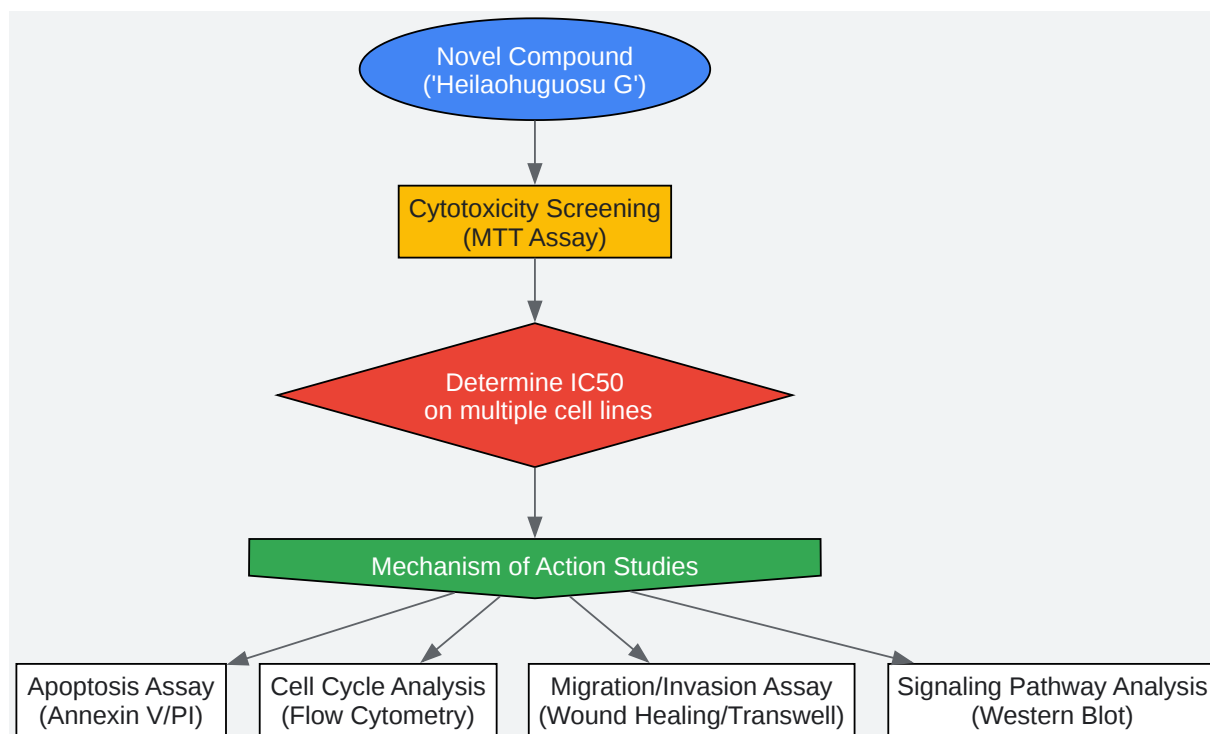 Novel Compound
('Heilaohuguosu G')
Cytotoxicity Screening
(MTT Assay)
Determine IC50
on multiple cell lines
Mechanism of Action Studies
Apoptosis Assay
(Annexin V/PI)
Cell Cycle Analysis
(Flow Cytometry)
Migration/Invasion Assay
(Wound Healing/Transwell)
Signaling Pathway Analysis
(Western Blot)